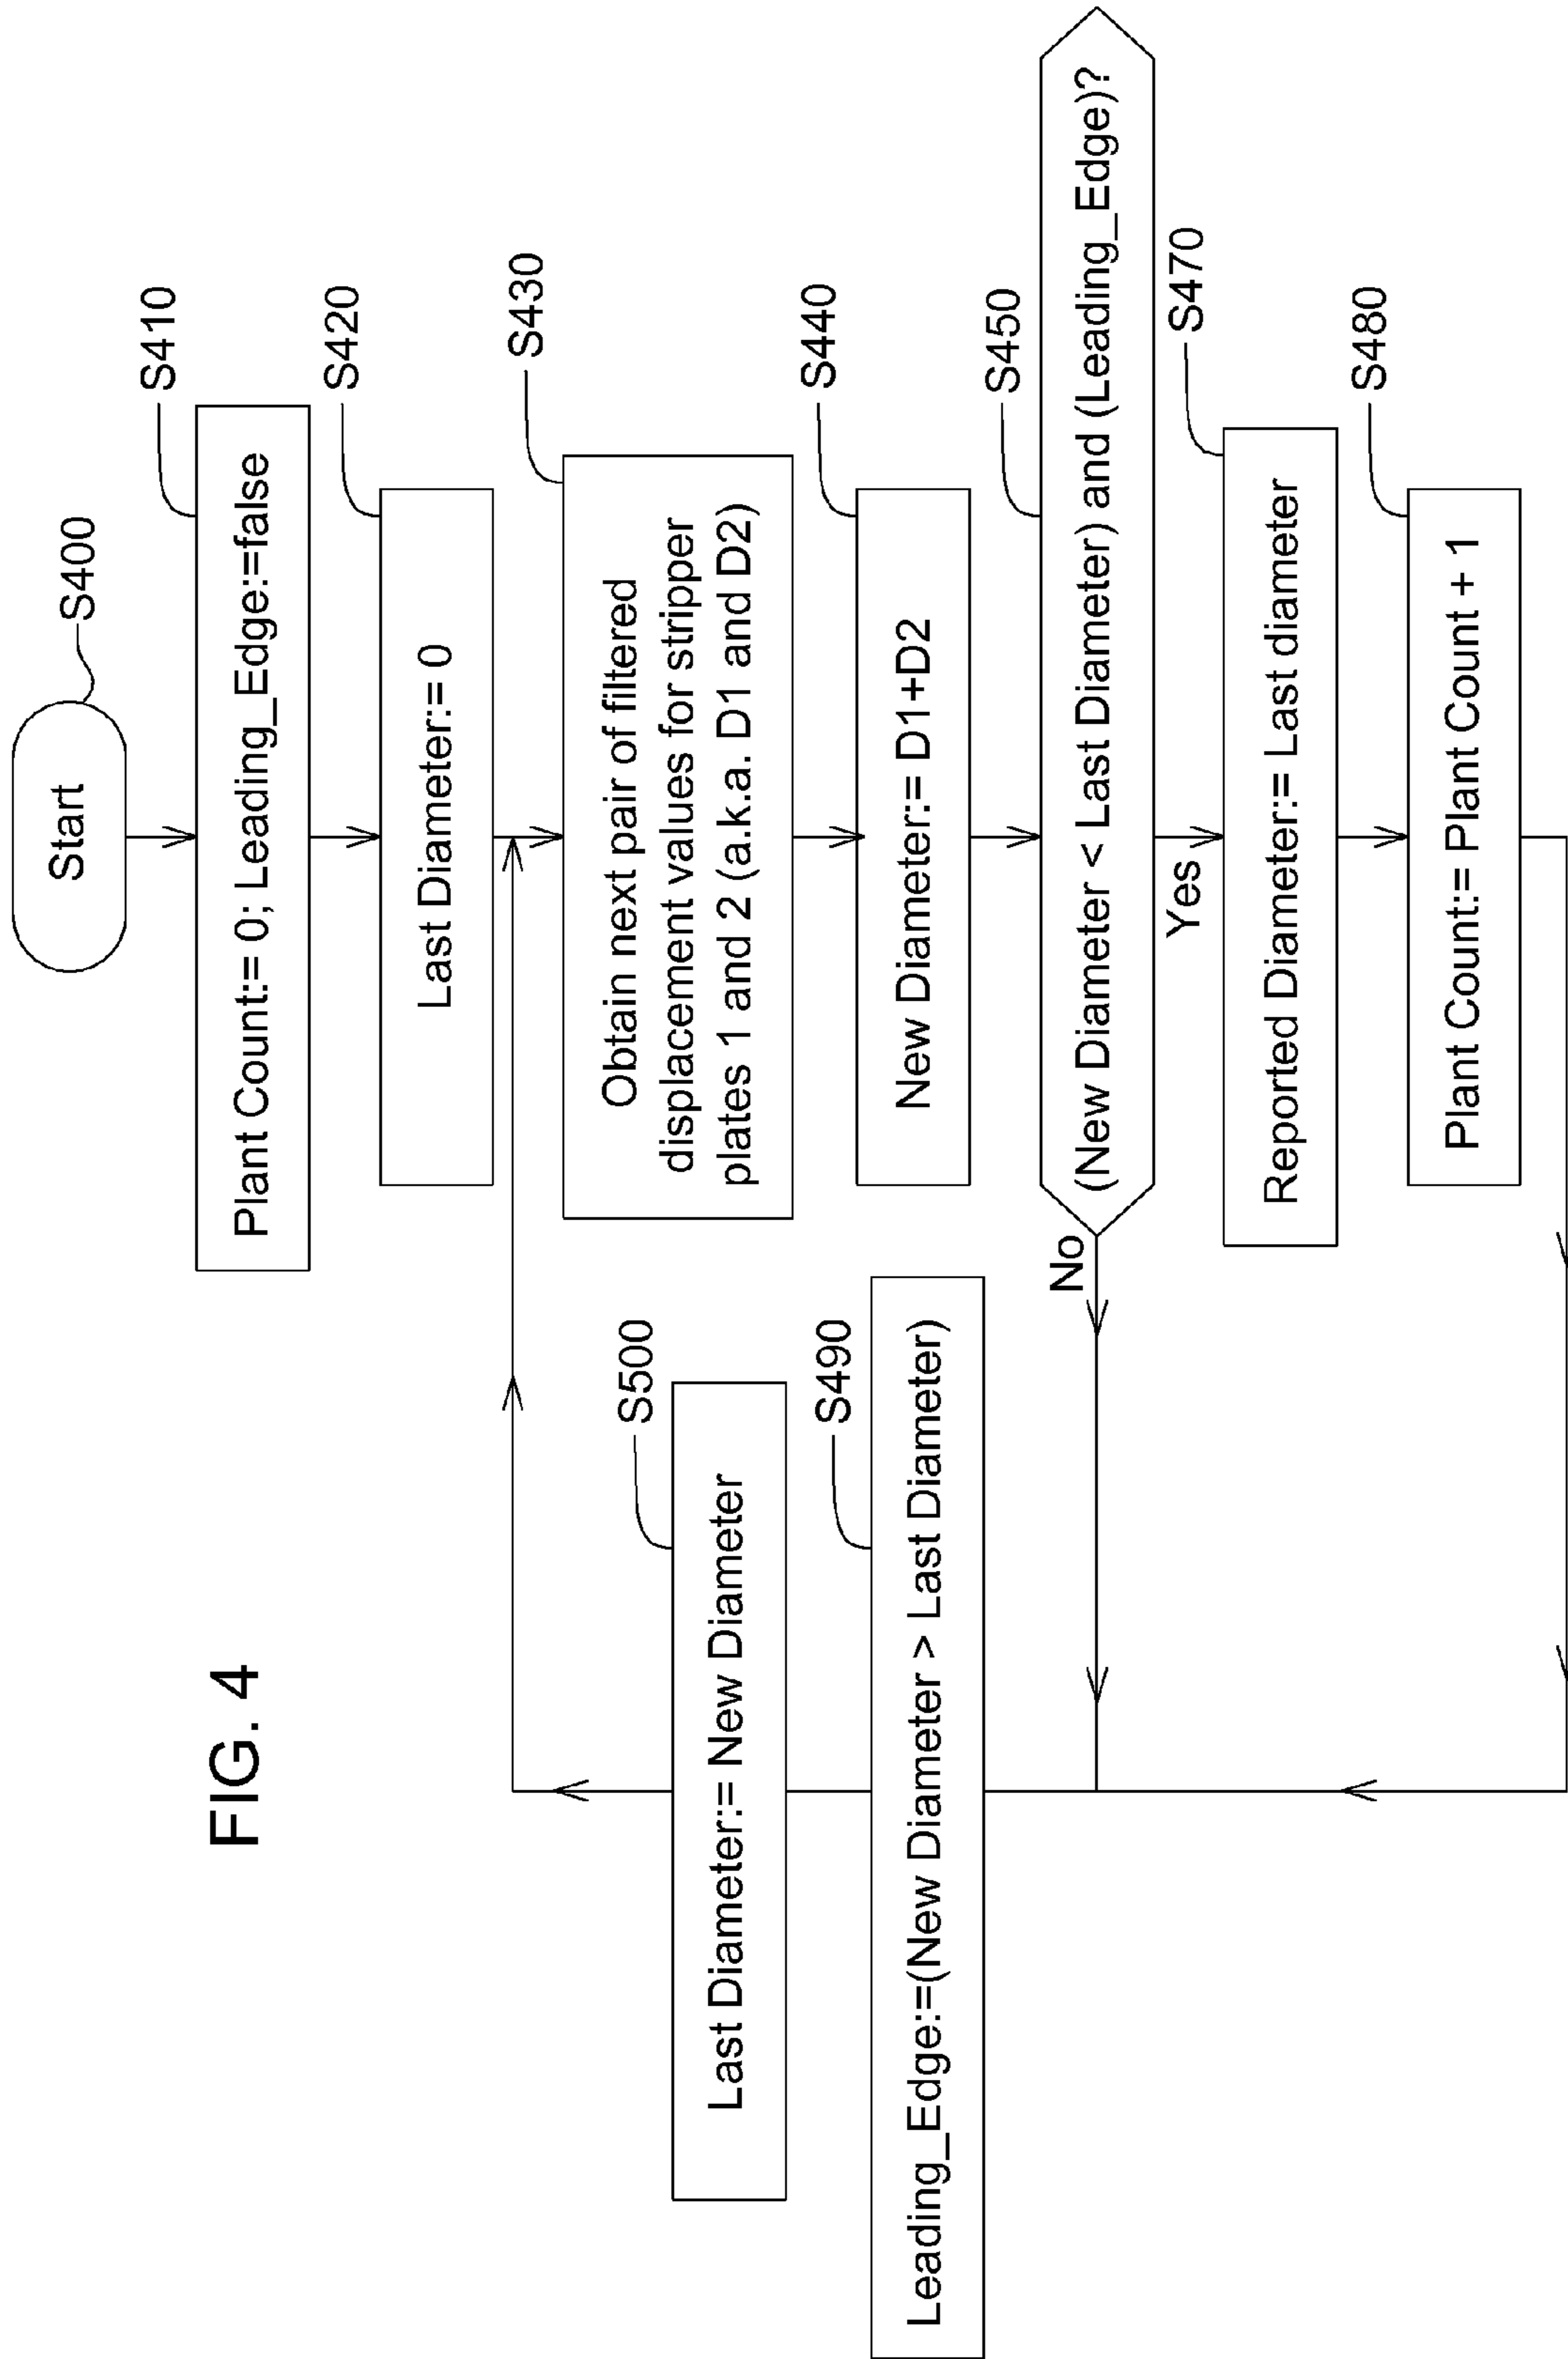 FIG. 4
Start
S400
Plant Count:= 0; Leading_Edge:=false
S410
Last Diameter:= 0
S420
Obtain next pair of filtered
displacement values for stripper
plates 1 and 2 (a.k.a. D1 and D2)
S430
New Diameter:= D1+D2
S440
(New Diameter < Last Diameter) and (Leading_Edge)?
S450
No
Yes
Reported Diameter:= Last diameter
S470
Plant Count:= Plant Count + 1
S480
Leading_Edge:=(New Diameter > Last Diameter)
S490
Last Diameter:= New Diameter
S500